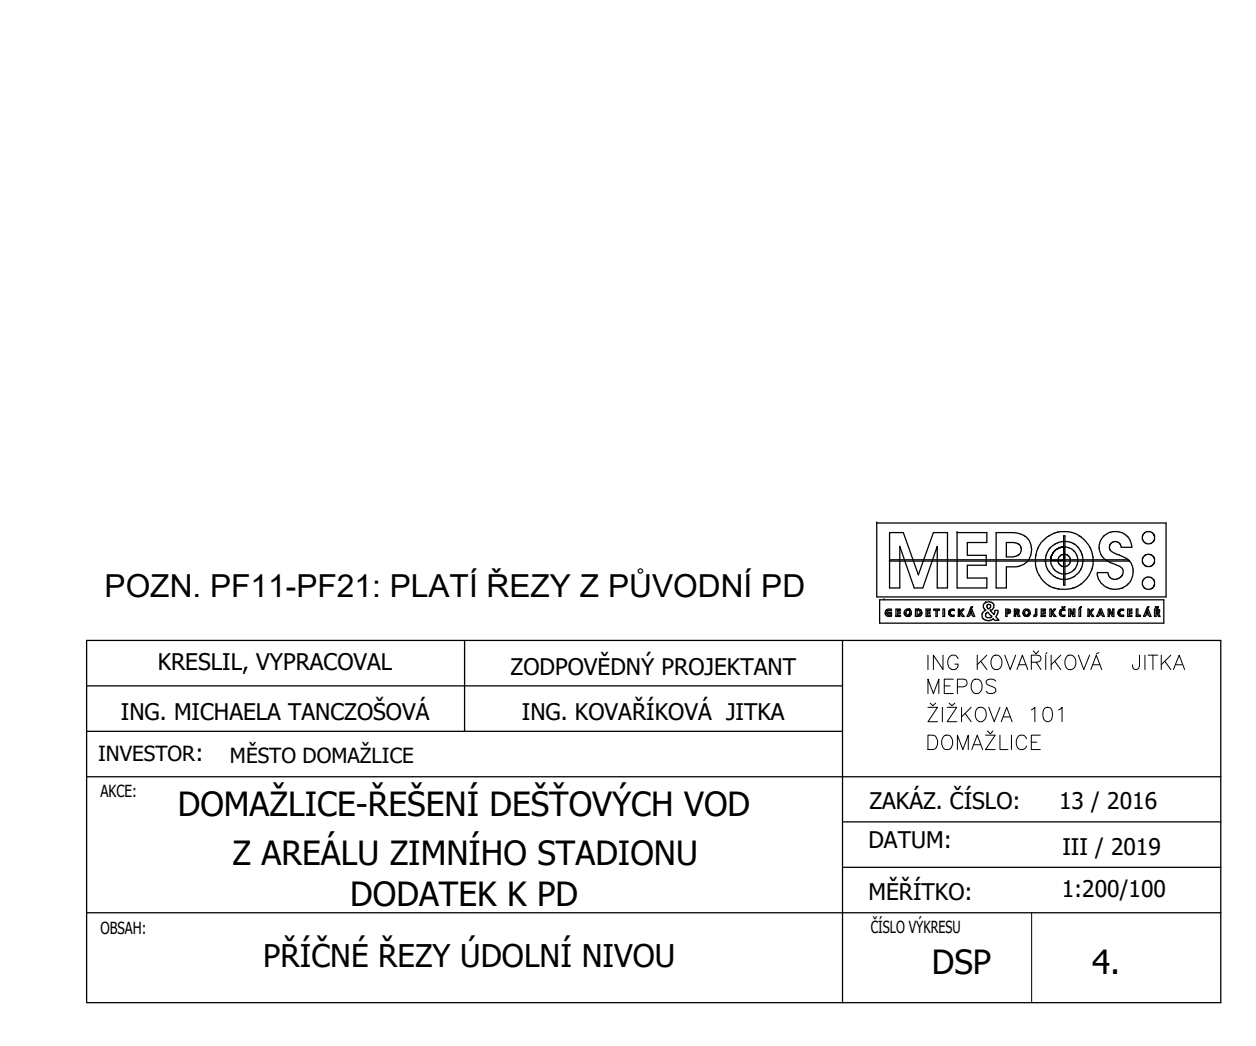 POZN. PF11-PF21: PLATÍ ŘEZY Z PŮVODNÍ PD
MEPOS
GEODETICKÁ & PROJEKČNÍ KANCELÁŘ
KRESLIL, VYPRACOVAL
ZODPOVĚDNÝ PROJEKTANT
ING. MICHAELA TANCZOŠOVÁ
ING. KOVAŘÍKOVÁ JITKA
INVESTOR: MĚSTO DOMAŽLICE
ING KOVAŘÍKOVÁ JITKA
MEPOS
ŽIŽKOVA 101
DOMAŽLICE
AKCE:
DOMAŽLICE-ŘEŠENÍ DEŠŤOVÝCH VOD
Z AREÁLU ZIMNÍHO STADIONU
DODATEK K PD
ZAKÁZ. ČÍSLO: 13 / 2016
DATUM: III / 2019
MĚŘÍTKO: 1:200/100
OBSAH:
PŘÍČNÉ ŘEZY ÚDOLNÍ NIVOU
ČÍSLO VÝKRESU
DSP 4.